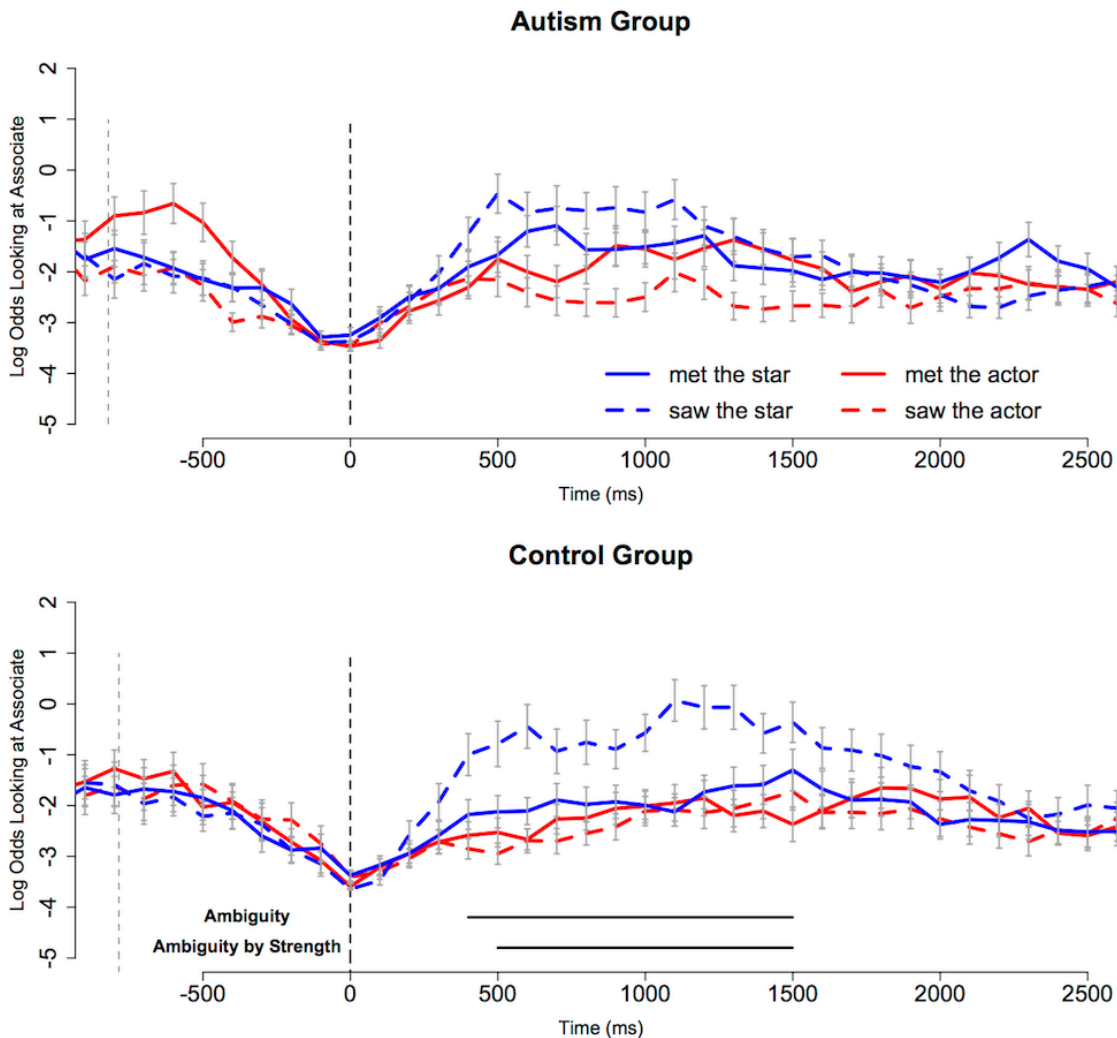 Autism Group
Log Odds Looking at Associate
2
1
0
-1
-2
-3
-4
-5
met the star
met the actor
saw the star
saw the actor
-500 0 500 1000 1500 2000 2500
Time (ms)
Control Group
Log Odds Looking at Associate
2
1
0
-1
-2
-3
-4
-5
Ambiguity
Ambiguity by Strength
-500 0 500 1000 1500 2000 2500
Time (ms)